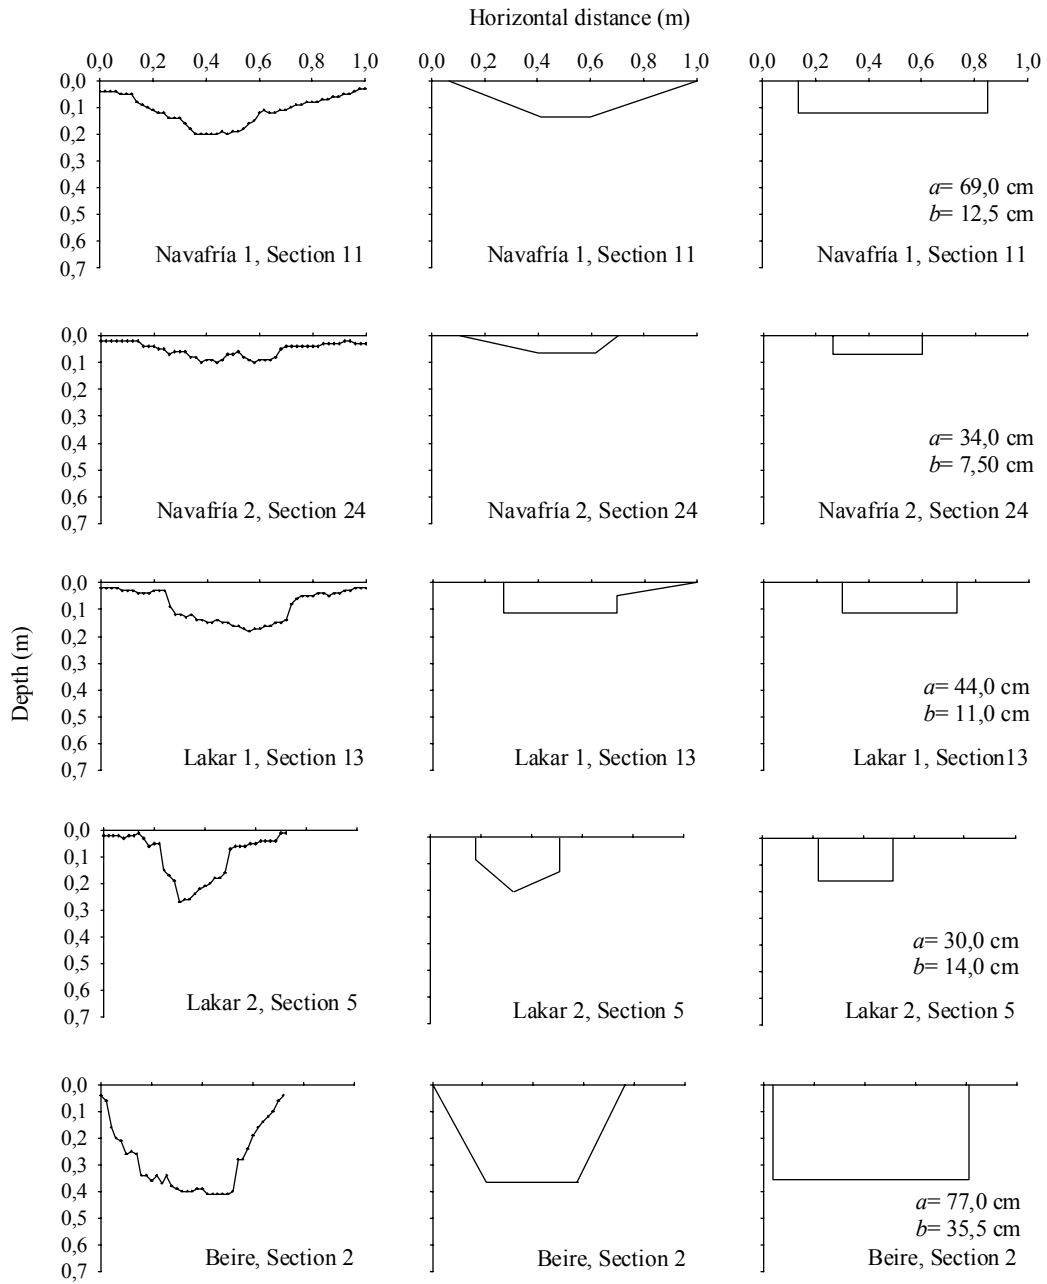 Horizontal distance (m)
0,0 0,2 0,4 0,6 0,8 1,0
0,0 0,2 0,4 0,6 0,8 1,0
0,0 0,2 0,4 0,6 0,8 1,0
0,0
0,1
0,2
0,3
0,4
0,5
0,6
0,7
Navafría 1, Section 11
Navafría 1, Section 11
a= 69,0 cm
b= 12,5 cm
Navafría 1, Section 11
0,0
0,1
0,2
0,3
0,4
0,5
0,6
0,7
Navafría 2, Section 24
Navafría 2, Section 24
a= 34,0 cm
b= 7,50 cm
Navafría 2, Section 24
Depth (m)
0,0
0,1
0,2
0,3
0,4
0,5
0,6
0,7
Lakar 1, Section 13
Lakar 1, Section 13
a= 44,0 cm
b= 11,0 cm
Lakar 1, Section13
0,0
0,1
0,2
0,3
0,4
0,5
0,6
0,7
Lakar 2, Section 5
Lakar 2, Section 5
a= 30,0 cm
b= 14,0 cm
Lakar 2, Section 5
0,0
0,1
0,2
0,3
0,4
0,5
0,6
0,7
Beire, Section 2
Beire, Section 2
a= 77,0 cm
b= 35,5 cm
Beire, Section 2